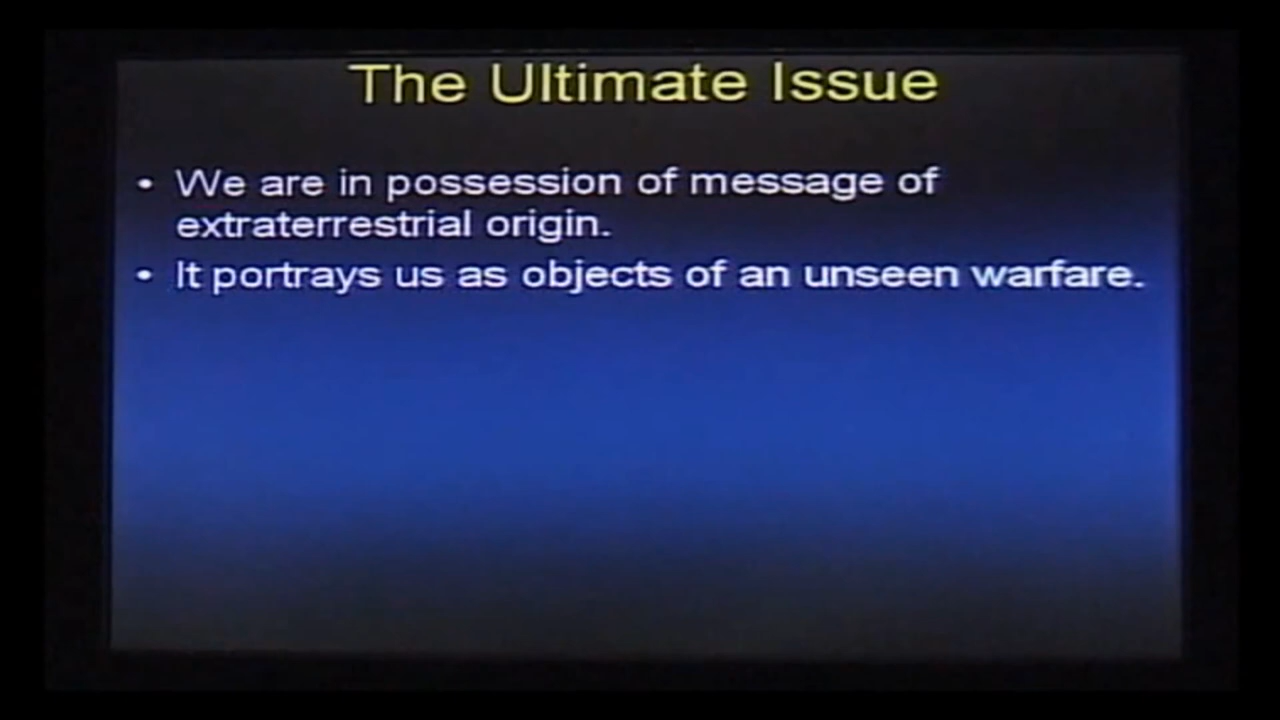 The Ultimate Issue
• We are in possession of message of
extraterrestrial origin.
• It portrays us as objects of an unseen warfare.